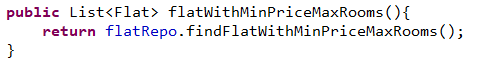 public List<Flat> flatWithMinPriceMaxRooms(){
    return flatRepo.findFlatWithMinPriceMaxRooms();
}